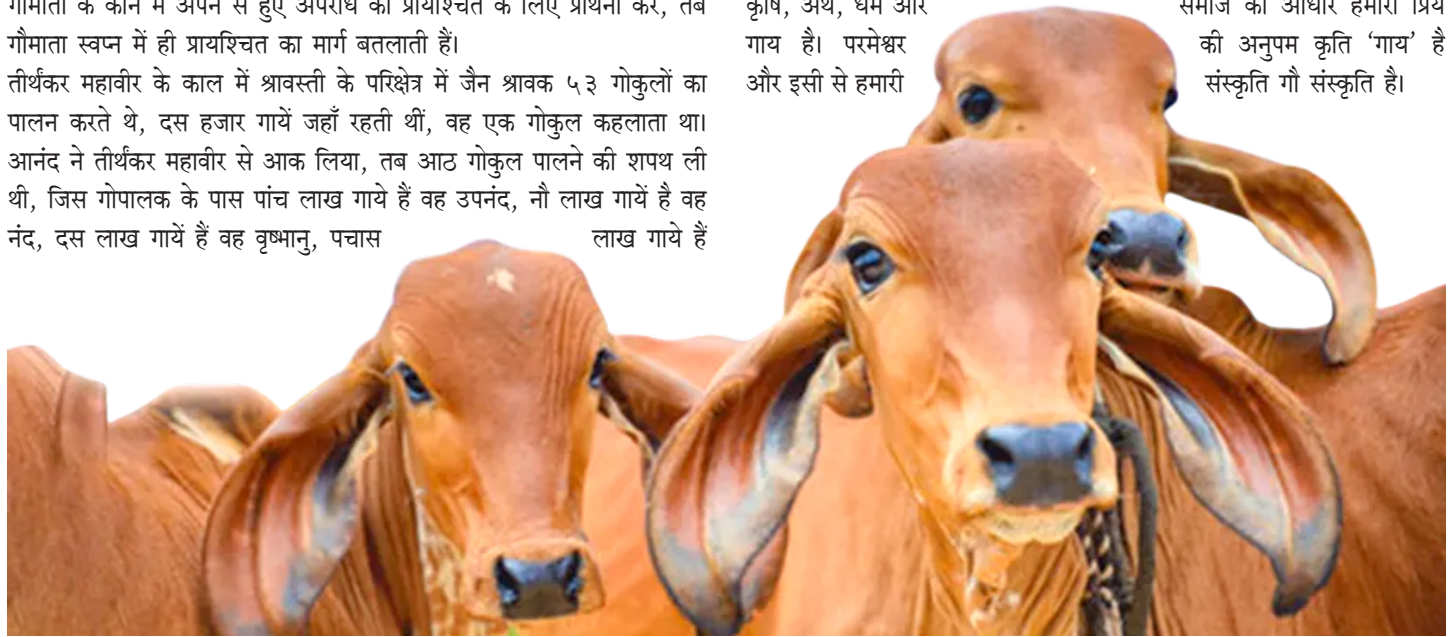 गौमाता के कान में अपने से हुए अपराध का प्रायश्चित के लिए प्रार्थना करें, तब
गौमाता स्वप्न में ही प्रायश्चित का मार्ग बतलाती हैं।
तीर्थंकर महावीर के काल में श्रावस्ती के परिक्षेत्र में जैन श्रावक ५३ गोकुलों का
पालन करते थे, दस हजार गायें जहाँ रहती थीं, वह एक गोकुल कहलाता था।
आनंद ने तीर्थंकर महावीर से आक लिया, तब आठ गोकुल पालने की शपथ ली
थी, जिस गोपालक के पास पांच लाख गाये हैं वह उपनंद, नौ लाख गायें है वह
नंद, दस लाख गायें हैं वह वृष्भानु, पचास लाख गाये हैं
कृषि, अर्थ, धर्म और समाज का आधार हमारी प्रिय
गाय है। परमेश्वर की अनुपम कृति ‘गाय’ है
और इसी से हमारी संस्कृति गौ संस्कृति है।